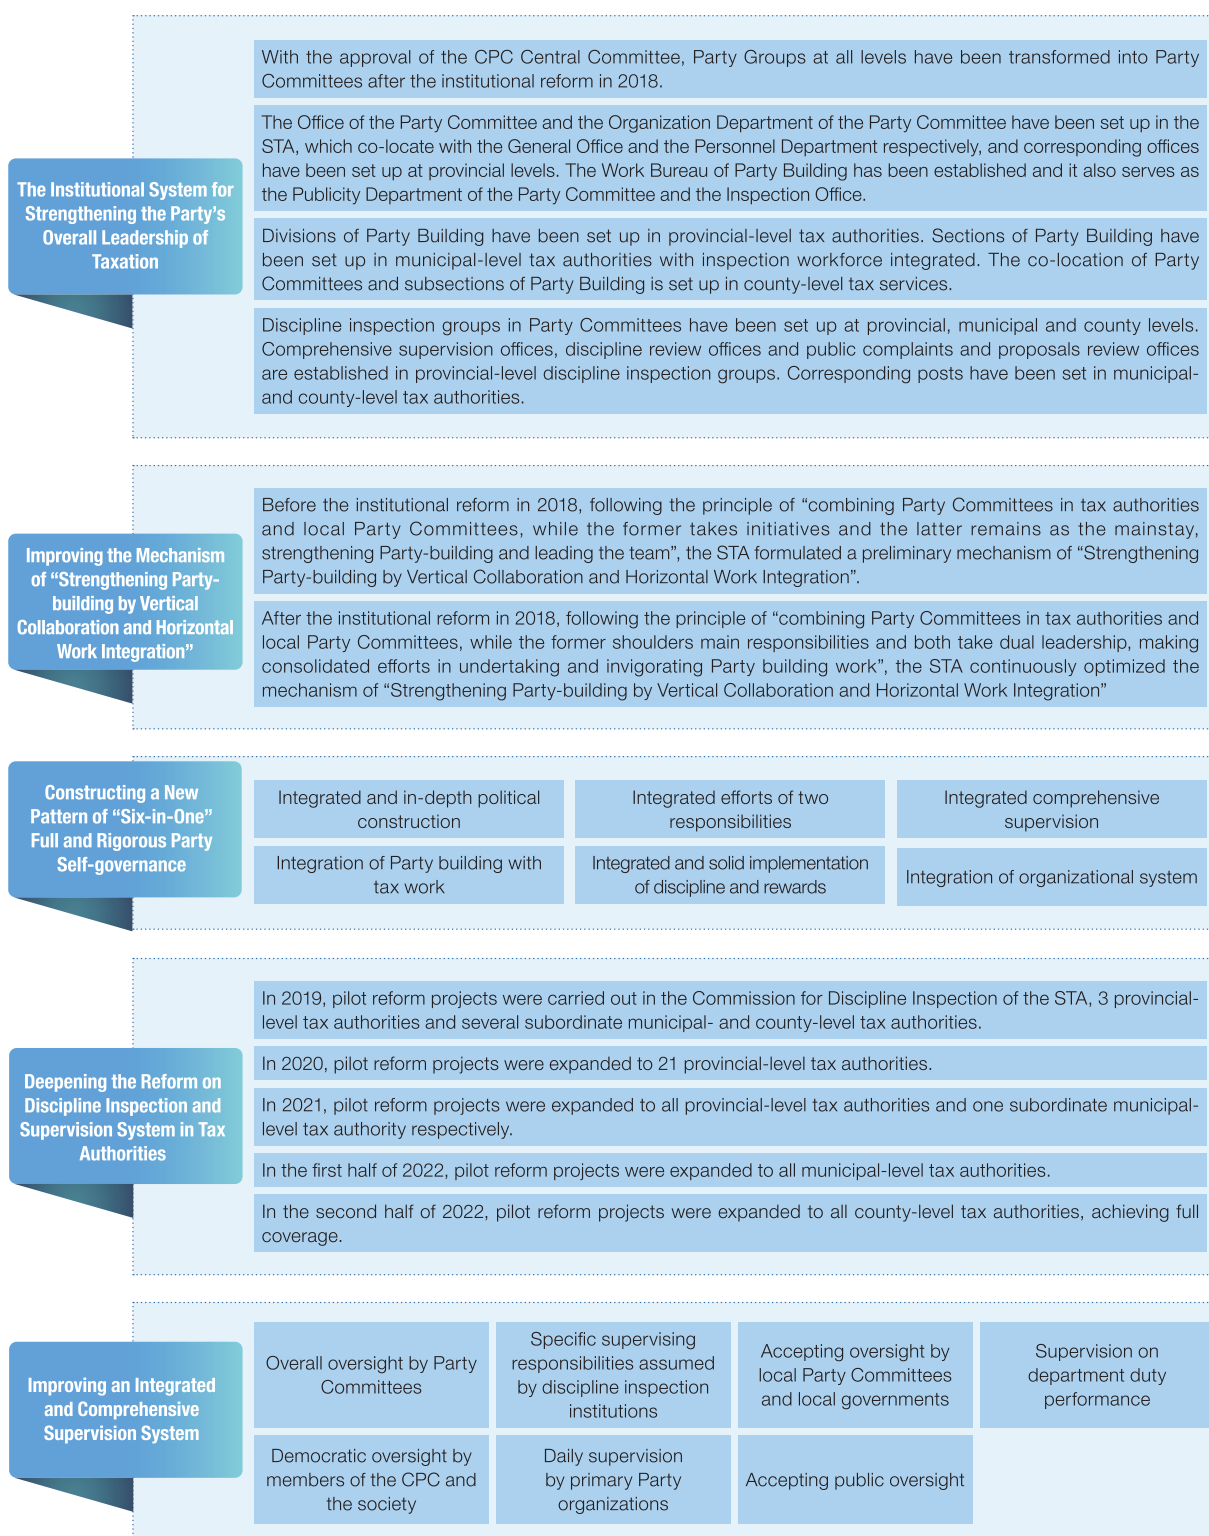 The Institutional System for
Strengthening the Party’s
Overall Leadership of
Taxation
With the approval of the CPC Central Committee, Party Groups at all levels have been transformed into Party
Committees after the institutional reform in 2018.
The Office of the Party Committee and the Organization Department of the Party Committee have been set up in the
STA, which co-locate with the General Office and the Personnel Department respectively, and corresponding offices
have been set up at provincial levels. The Work Bureau of Party Building has been established and it also serves as
the Publicity Department of the Party Committee and the Inspection Office.
Divisions of Party Building have been set up in provincial-level tax authorities. Sections of Party Building have
been set up in municipal-level tax authorities with inspection workforce integrated. The co-location of Party
Committees and subsections of Party Building is set up in county-level tax services.
Discipline inspection groups in Party Committees have been set up at provincial, municipal and county levels.
Comprehensive supervision offices, discipline review offices and public complaints and proposals review offices
are established in provincial-level discipline inspection groups. Corresponding posts have been set in municipal-
and county-level tax authorities.
Improving the Mechanism
of “Strengthening Party-
building by Vertical
Collaboration and Horizontal
Work Integration”
Before the institutional reform in 2018, following the principle of “combining Party Committees in tax authorities
and local Party Committees, while the former takes initiatives and the latter remains as the mainstay,
strengthening Party-building and leading the team”, the STA formulated a preliminary mechanism of “Strengthening
Party-building by Vertical Collaboration and Horizontal Work Integration”.
After the institutional reform in 2018, following the principle of “combining Party Committees in tax authorities and
local Party Committees, while the former shoulders main responsibilities and both take dual leadership, making
consolidated efforts in undertaking and invigorating Party building work”, the STA continuously optimized the
mechanism of “Strengthening Party-building by Vertical Collaboration and Horizontal Work Integration”
Constructing a New
Pattern of “Six-in-One”
Full and Rigorous Party
Self-governance
Integrated and in-depth political
construction
Integrated efforts of two
responsibilities
Integrated comprehensive
supervision
Integration of Party building with
tax work
Integrated and solid implementation
of discipline and rewards
Integration of organizational system
Deepening the Reform on
Discipline Inspection and
Supervision System in Tax
Authorities
In 2019, pilot reform projects were carried out in the Commission for Discipline Inspection of the STA, 3 provincial-
level tax authorities and several subordinate municipal- and county-level tax authorities.
In 2020, pilot reform projects were expanded to 21 provincial-level tax authorities.
In 2021, pilot reform projects were expanded to all provincial-level tax authorities and one subordinate municipal-
level tax authority respectively.
In the first half of 2022, pilot reform projects were expanded to all municipal-level tax authorities.
In the second half of 2022, pilot reform projects were expanded to all county-level tax authorities, achieving full
coverage.
Improving an Integrated
and Comprehensive
Supervision System
Overall oversight by Party
Committees
Specific supervising
responsibilities assumed
by discipline inspection
institutions
Accepting oversight by
local Party Committees
and local governments
Supervision on
department duty
performance
Democratic oversight by
members of the CPC and
the society
Daily supervision
by primary Party
organizations
Accepting public oversight